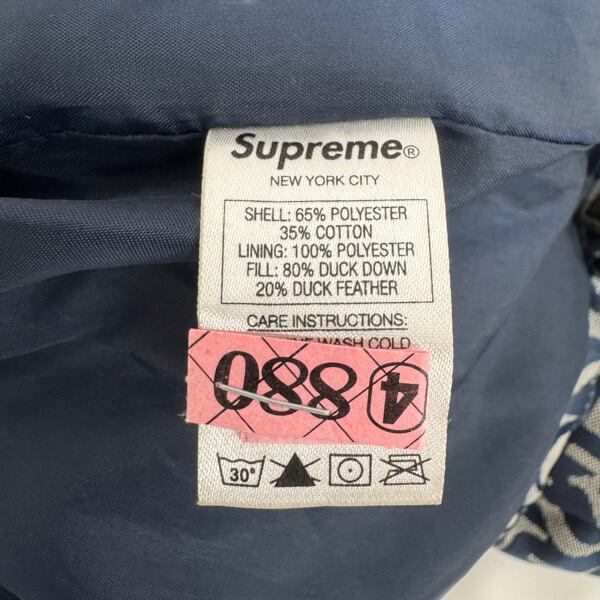 Supreme®
NEW YORK CITY
SHELL: 65% POLYESTER
35% COTTON
LINING: 100% POLYESTER
FILL: 80% DUCK DOWN
20% DUCK FEATHER
CARE INSTRUCTIONS:
WASH COLD
④ 880
30°